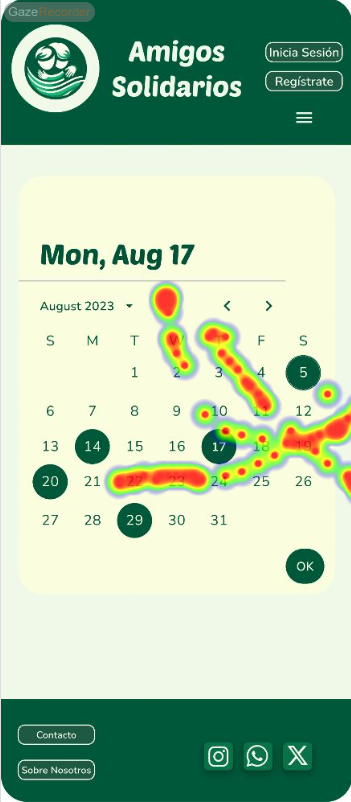 GazeRecorder
Amigos
Solidarios
Inicia Sesión
Regístrate
Mon, Aug 17
August 2023
S M T W T F S
1 2 3 4 5
6 7 8 9 10 11 12
13 14 15 16 17 18 19
20 21 22 23 24 25 26
27 28 29 30 31
OK
Contacto
Sobre Nosotros